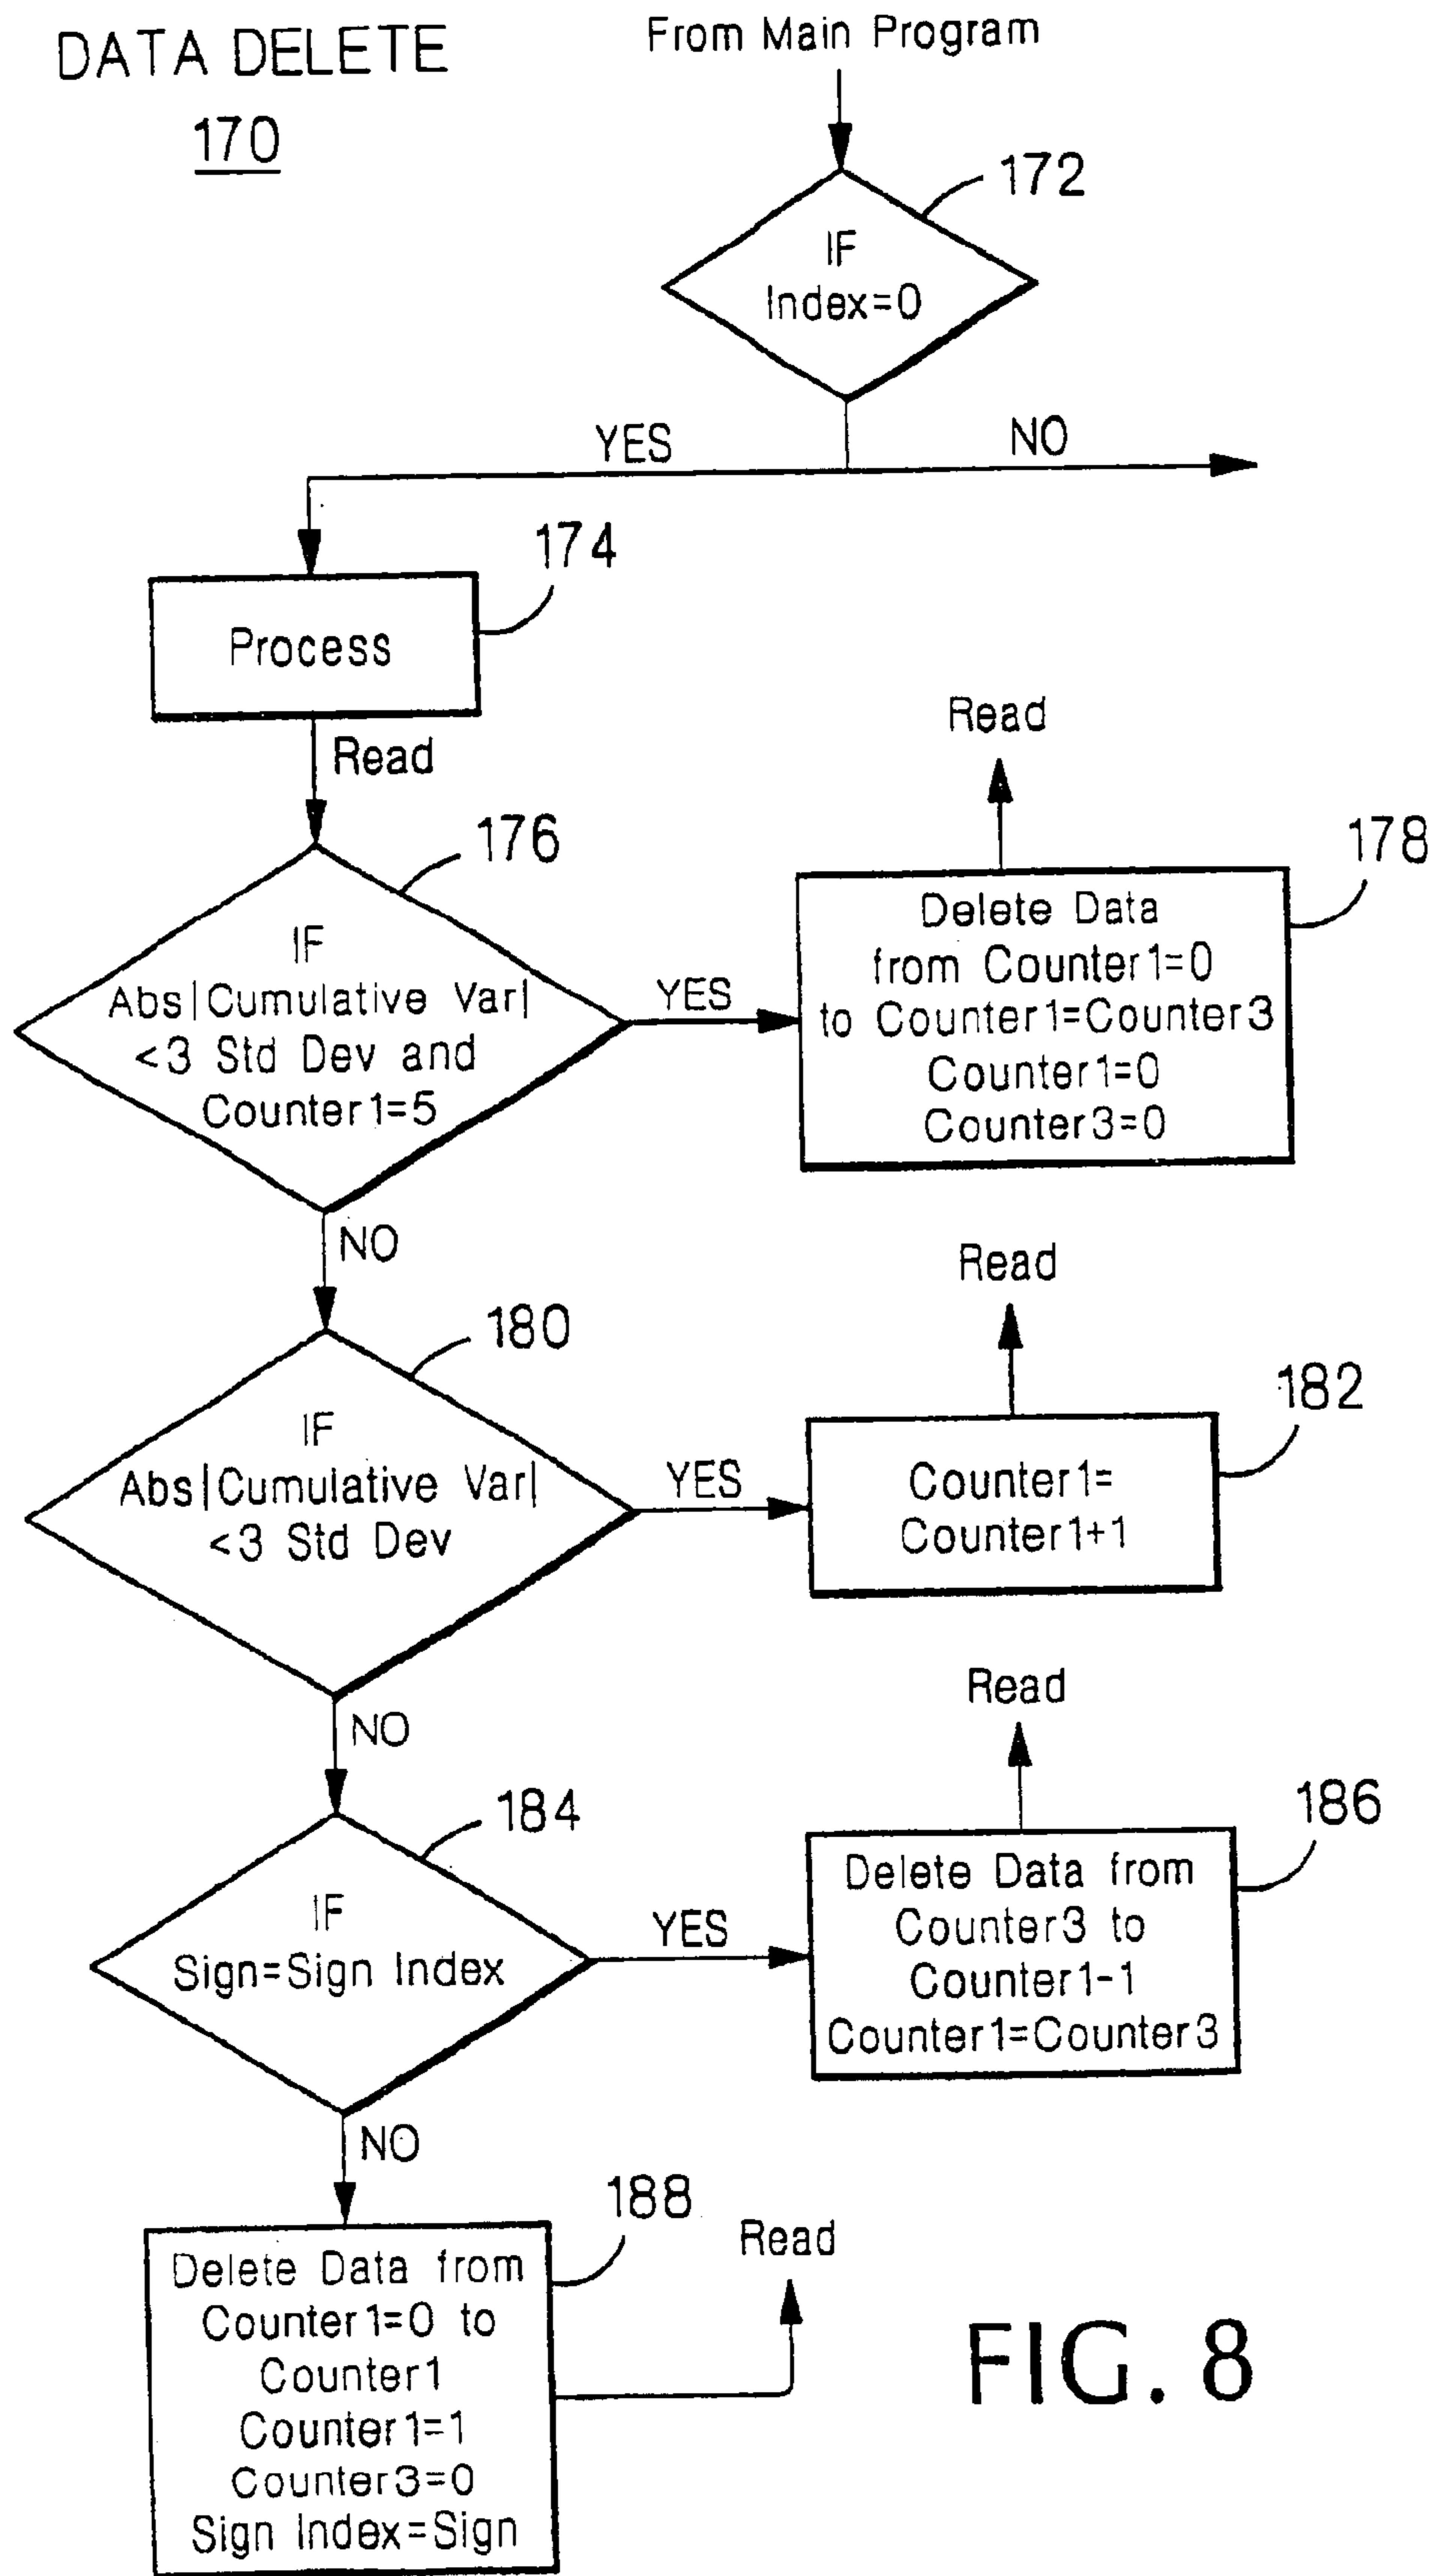 DATA DELETE
170
From Main Program
172
IF
Index=0
YES
NO
174
Process
Read
176
IF
Abs|Cumulative Var|
<3 Std Dev and
Counter1=5
YES
Read
178
Delete Data
from Counter1=0
to Counter1=Counter3
Counter1=0
Counter3=0
NO
180
IF
Abs|Cumulative Var|
<3 Std Dev
YES
Read
182
Counter1=
Counter1+1
NO
184
IF
Sign=Sign Index
YES
Read
186
Delete Data from
Counter3 to
Counter1-1
Counter1=Counter3
NO
188
Delete Data from
Counter1=0 to
Counter1
Counter1=1
Counter3=0
Sign Index=Sign
Read
FIG. 8